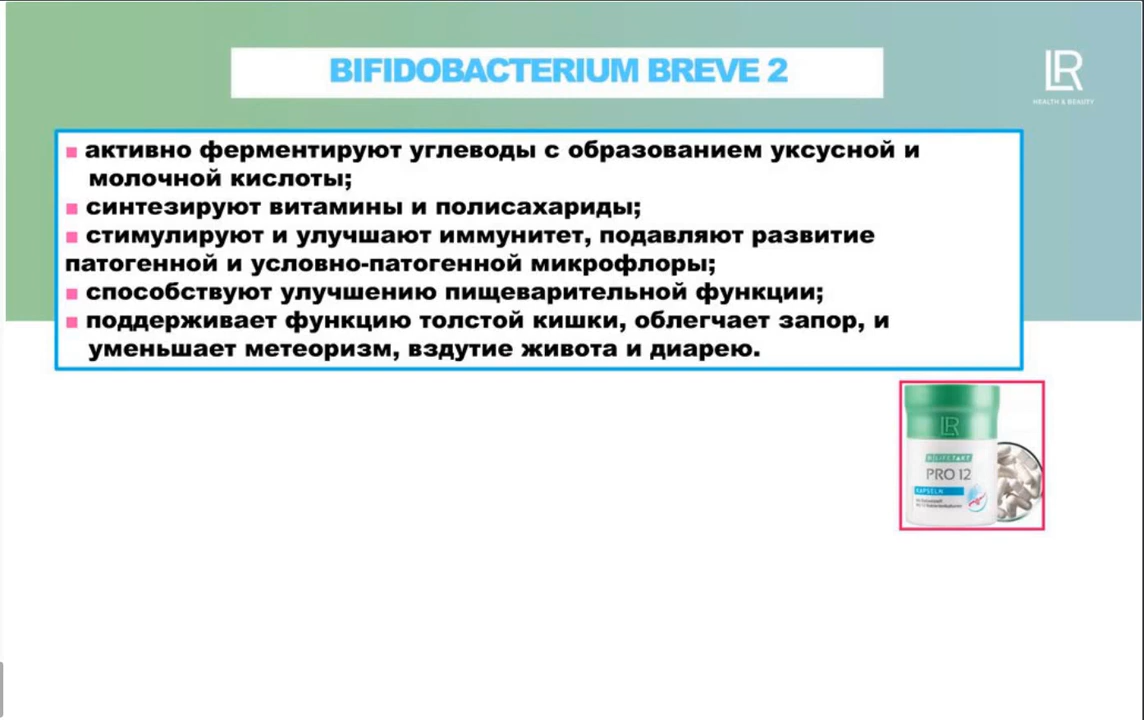 BIFIDOBACTERIUM BREVE 2
LR
HEALTH & BEAUTY
активно ферментируют углеводы с образованием уксусной и
молочной кислоты;
синтезируют витамины и полисахариды;
стимулируют и улучшают иммунитет, подавляют развитие
патогенной и условно-патогенной микрофлоры;
способствуют улучшению пищеварительной функции;
поддерживает функцию толстой кишки, облегчает запор, и
уменьшает метеоризм, вздутие живота и диарею.
LR
LIFETAKT
PRO 12
KAPSELN